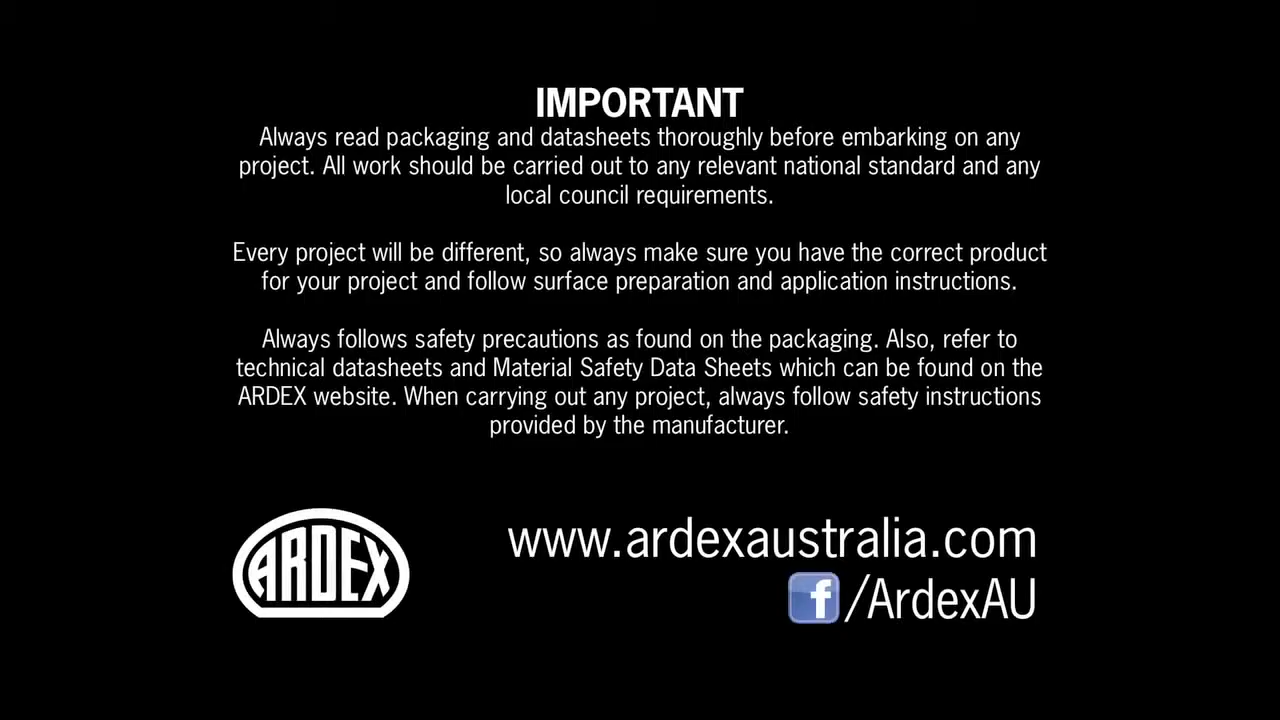 IMPORTANT
Always read packaging and datasheets thoroughly before embarking on any
project. All work should be carried out to any relevant national standard and any
local council requirements.
Every project will be different, so always make sure you have the correct product
for your project and follow surface preparation and application instructions.
Always follows safety precautions as found on the packaging. Also, refer to
technical datasheets and Material Safety Data Sheets which can be found on the
ARDEX website. When carrying out any project, always follow safety instructions
provided by the manufacturer.
ARDEX
www.ardexaustralia.com
f/ArdexAU